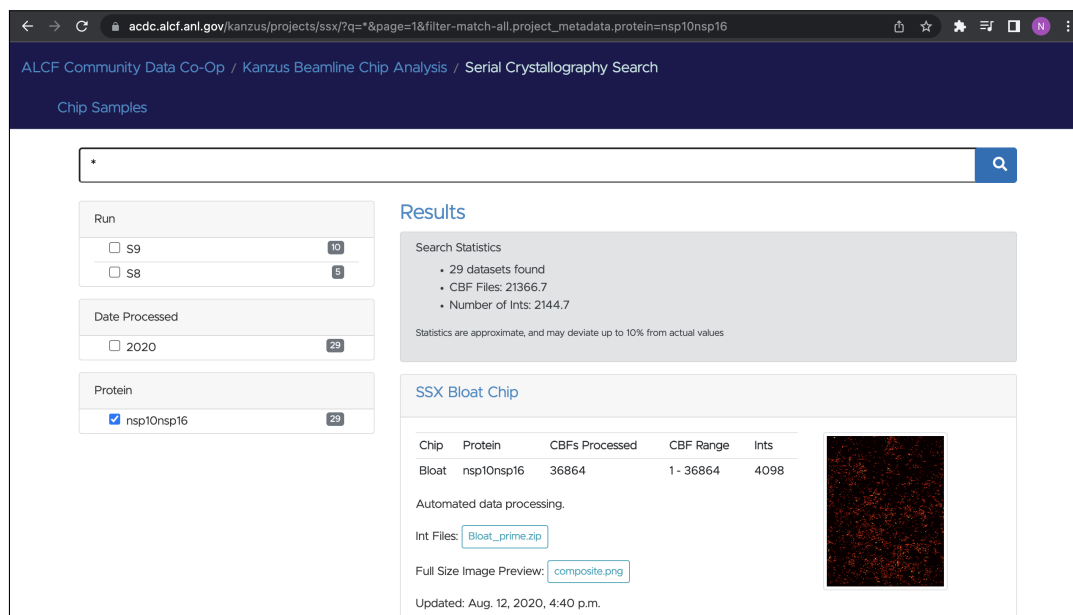 acdc.alcf.anl.gov/kanzus/projects/ssx/?q=*&page=1&filter-match-all.project_metadata.protein=nsp10nsp16
N
ALCF Community Data Co-Op / Kanzus Beamline Chip Analysis / Serial Crystallography Search
Chip Samples
*
Run
S9 10
S8 5
Date Processed
2020 29
Protein
nsp10nsp16 29
Results
Search Statistics
• 29 datasets found
• CBF Files: 21366.7
• Number of Ints: 2144.7
Statistics are approximate, and may deviate up to 10% from actual values
SSX Bloat Chip
Chip Protein CBFs Processed CBF Range Ints
Bloat nsp10nsp16 36864 1 - 36864 4098
Automated data processing.
Int Files: Bloat_prime.zip
Full Size Image Preview: composite.png
Updated: Aug. 12, 2020, 4:40 p.m.